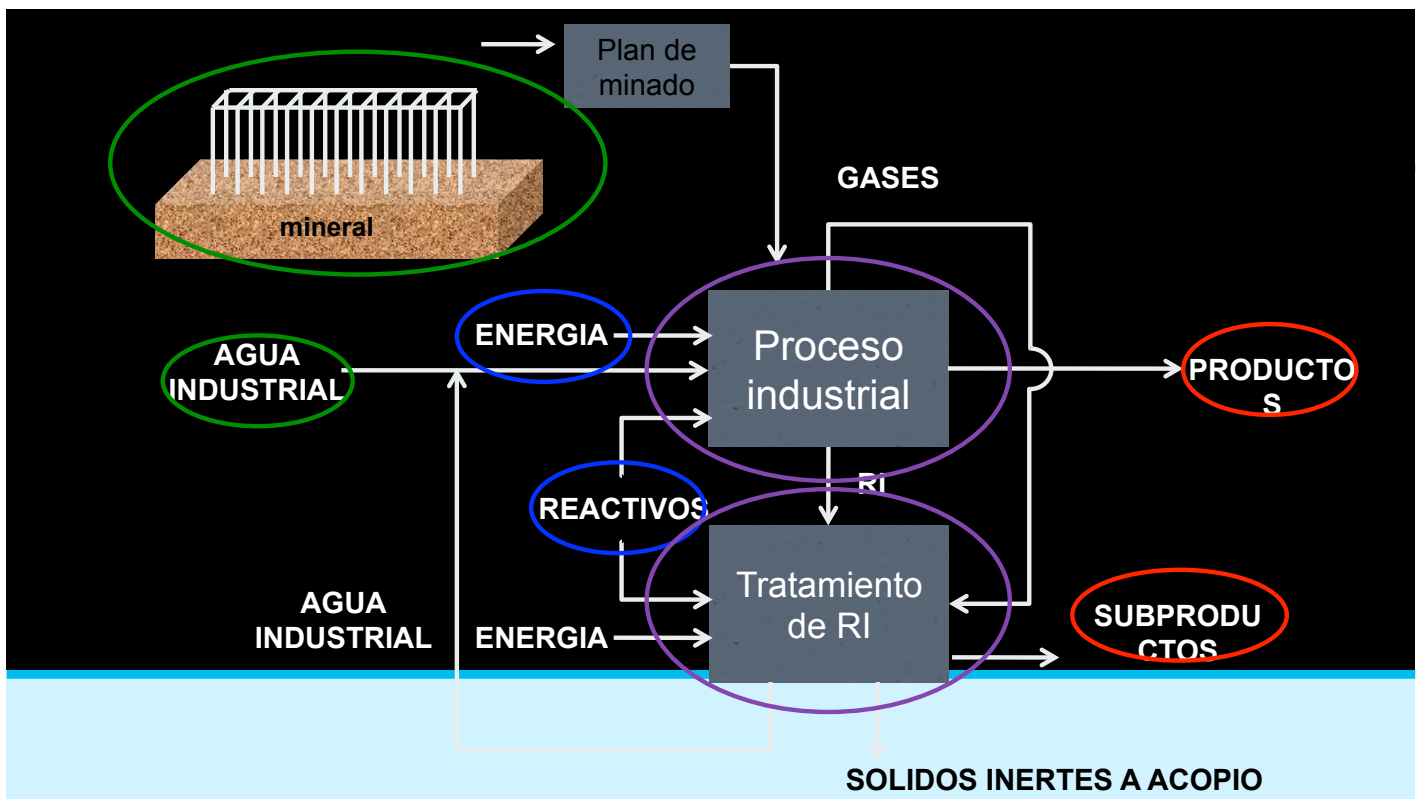 Plan de
minado
mineral
GASES
ENERGIA
AGUA
INDUSTRIAL
Proceso
industrial
PRODUCTO
S
RI
REACTIVOS
Tratamiento
de RI
AGUA
INDUSTRIAL
ENERGIA
SUBPRODU
CTOS
SOLIDOS INERTES A ACOPIO